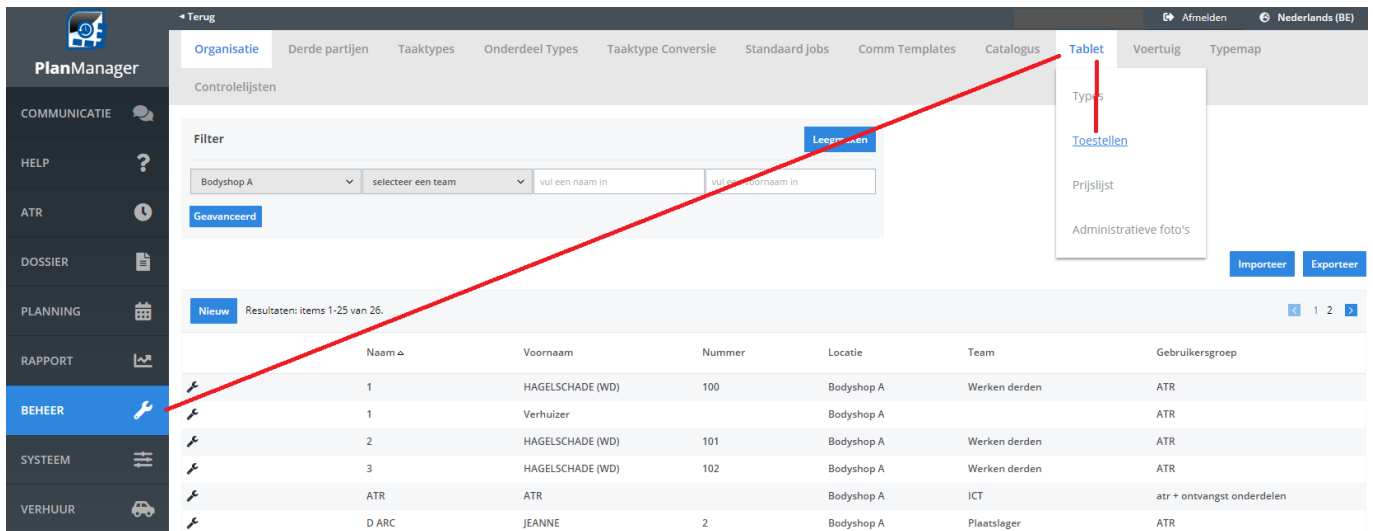 ◂ Terug
Afmelden
Nederlands (BE)
PlanManager
COMMUNICATIE
HELP
ATR
DOSSIER
PLANNING
RAPPORT
BEHEER
SYSTEEM
VERHUUR
Organisatie Derde partijen Taaktypes Onderdeel Types Taaktype Conversie Standaard jobs Comm Templates Catalogus Tablet Voertuig Typemap
Controlelijsten
Types
Toestellen
Prijslijst
Administratieve foto's
Filter
Leegmaken
Bodyshop A selecteer een team vul een naam in vul een voornaam in
Geavanceerd
Importeer Exporteer
Nieuw Resultaten: items 1-25 van 26. 1 2
Naam Voornaam Nummer Locatie Team Gebruikersgroep
1 HAGELSCHADE (WD) 100 Bodyshop A Werken derden ATR
1 Verhuizer Bodyshop A ATR
2 HAGELSCHADE (WD) 101 Bodyshop A Werken derden ATR
3 HAGELSCHADE (WD) 102 Bodyshop A Werken derden ATR
ATR ATR Bodyshop A ICT atr + ontvangst onderdelen
D ARC JEANNE 2 Bodyshop A Plaatslager ATR